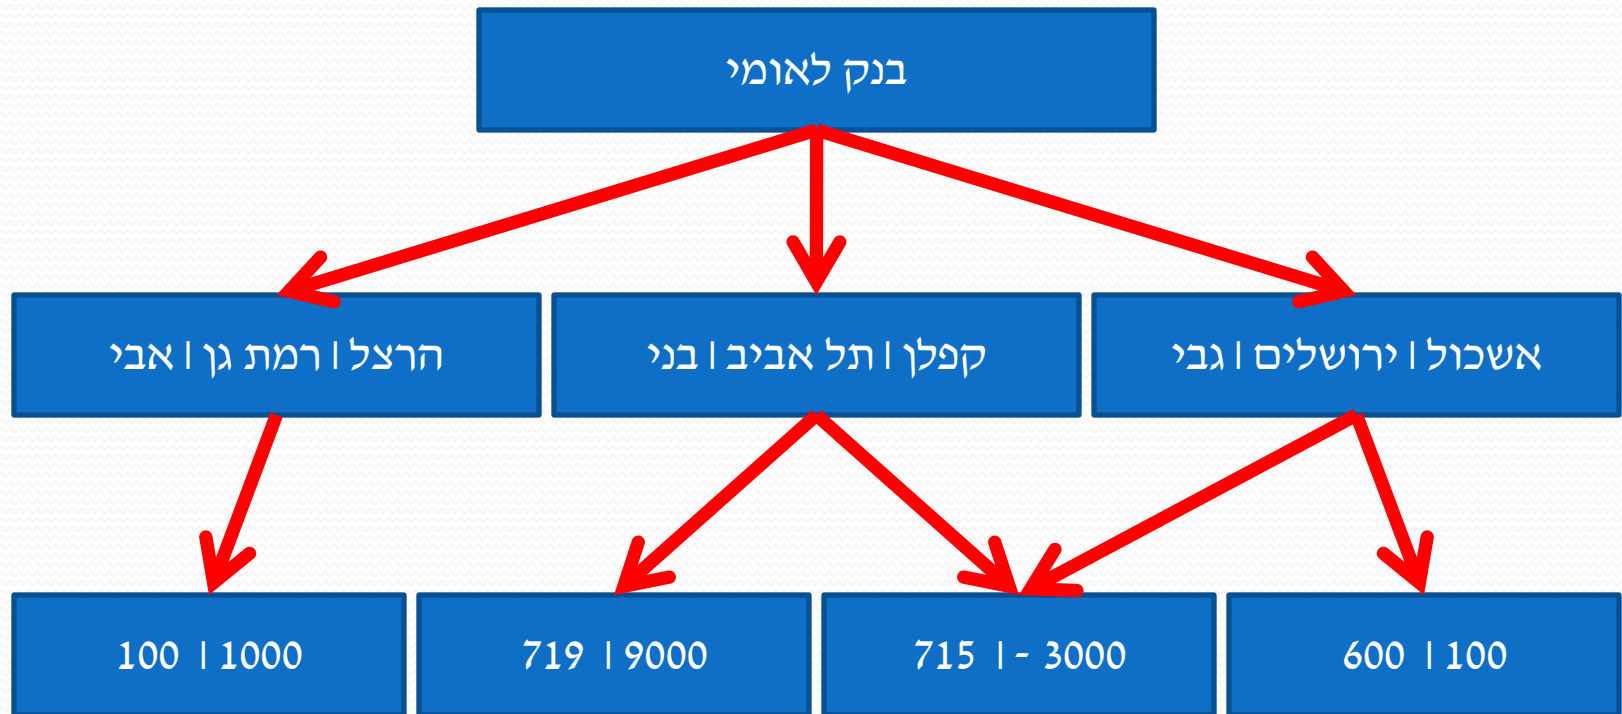 בנק לאומי
אשכול | ירושלים | גבי
קפלן | תל אביב | בני
הרצל | רמת גן | אבי
100 | 1000
719 | 9000
715 | - 3000
600 | 100